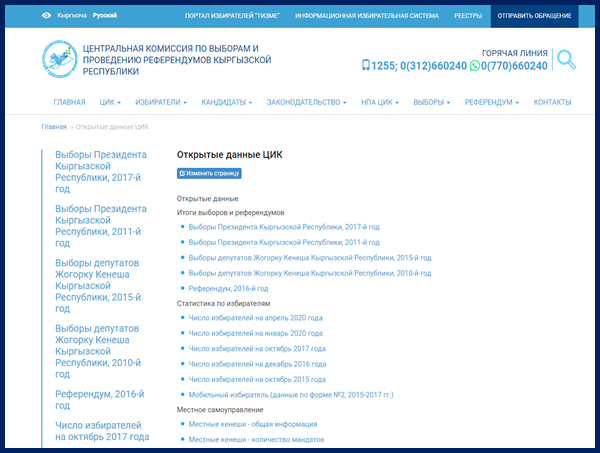 Кыргызча Русский ПОРТАЛ ИЗБИРАТЕЛЕЙ "ТИЗМЕ" ИНФОРМАЦИОННАЯ ИЗБИРАТЕЛЬНАЯ СИСТЕМА РЕЕСТРЫ ОТПРАВИТЬ ОБРАЩЕНИЕ
ЦЕНТРАЛЬНАЯ КОМИССИЯ ПО ВЫБОРАМ И
ПРОВЕДЕНИЮ РЕФЕРЕНДУМОВ КЫРГЫЗСКОЙ
РЕСПУБЛИКИ
ГОРЯЧАЯ ЛИНИЯ
1255; 0(312)660240 0(770)660240
ГЛАВНАЯ ЦИК ИЗБИРАТЕЛИ КАНДИДАТЫ ЗАКОНОДАТЕЛЬСТВО НПА ЦИК ВЫБОРЫ РЕФЕРЕНДУМ КОНТАКТЫ
Главная » Открытые данные ЦИК
Выборы Президента
Кыргызской
Республики, 2017-й
год
Выборы Президента
Кыргызской
Республики, 2011-й
год
Выборы депутатов
Жогорку Кенеша
Кыргызской
Республики, 2015-й
год
Выборы депутатов
Жогорку Кенеша
Кыргызской
Республики, 2010-й
год
Референдум, 2016-й
год
Число избирателей
на октябрь 2017 года
Открытые данные ЦИК
Изменить страницу
Открытые данные
Итоги выборов и референдумов
Выборы Президента Кыргызской Республики, 2017-й год
Выборы Президента Кыргызской Республики, 2011-й год
Выборы депутатов Жогорку Кенеша Кыргызской Республики, 2015-й год
Выборы депутатов Жогорку Кенеша Кыргызской Республики, 2010-й год
Референдум, 2016-й год
Статистика по избирателям
Число избирателей на апрель 2020 года
Число избирателей на январь 2020 года
Число избирателей на октябрь 2017 года
Число избирателей на декабрь 2016 года
Число избирателей на октябрь 2015 года
Мобильный избиратель (данные по форме №2, 2015-2017 гг.)
Местное самоуправление
Местные кенеши - общая информация
Местные кенеши - количество мандатов